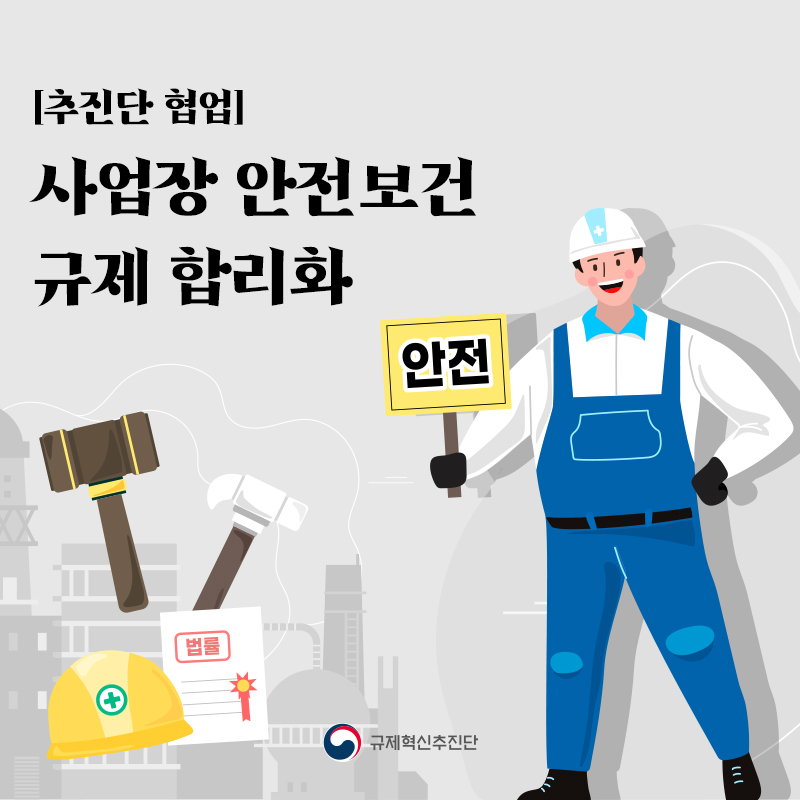 [추진단 협업]
사업장 안전보건
규제 합리화
안전
법률
규제혁신추진단